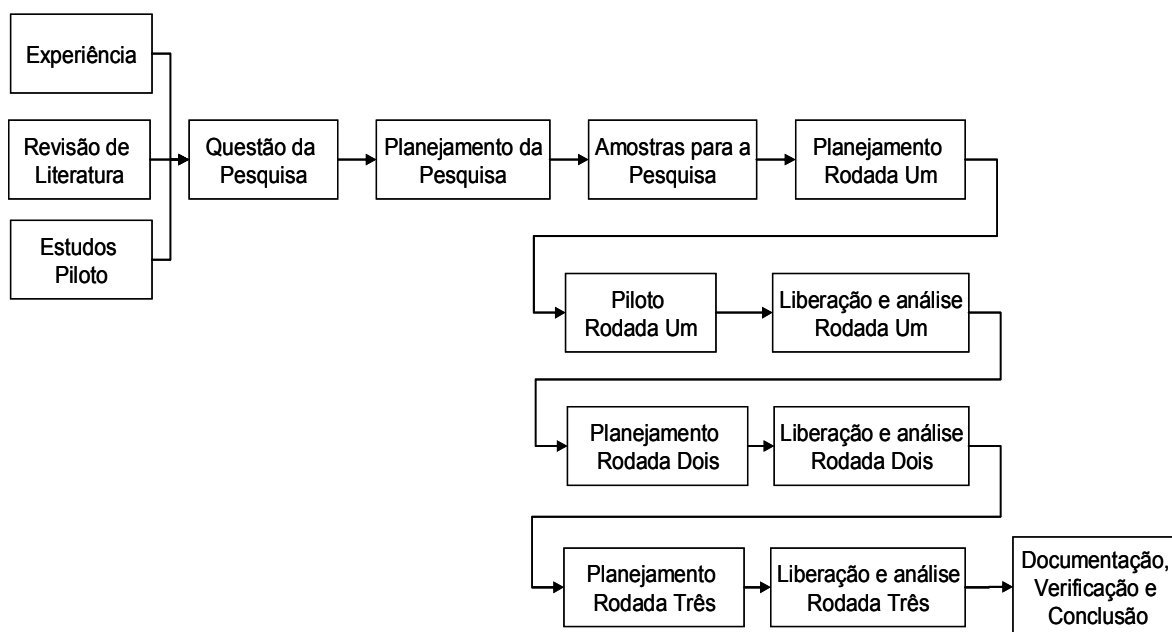 Experiência
Revisão de
Literatura
Estudos
Piloto
Questão da
Pesquisa
Planejamento da
Pesquisa
Amostras para a
Pesquisa
Planejamento
Rodada Um
Piloto
Rodada Um
Liberação e análise
Rodada Um
Planejamento
Rodada Dois
Liberação e análise
Rodada Dois
Planejamento
Rodada Três
Liberação e análise
Rodada Três
Documentação,
Verificação e
Conclusão